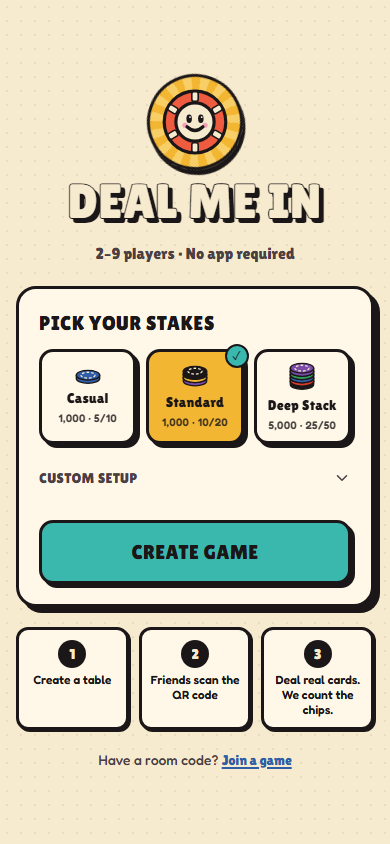 DEAL ME IN
2–9 players · No app required
PICK YOUR STAKES
Casual
1,000 · 5/10
Standard
1,000 · 10/20
Deep Stack
5,000 · 25/50
CUSTOM SETUP
CREATE GAME
1
Create a table
2
Friends scan the
QR code
3
Deal real cards.
We count the
chips.
Have a room code? Join a game